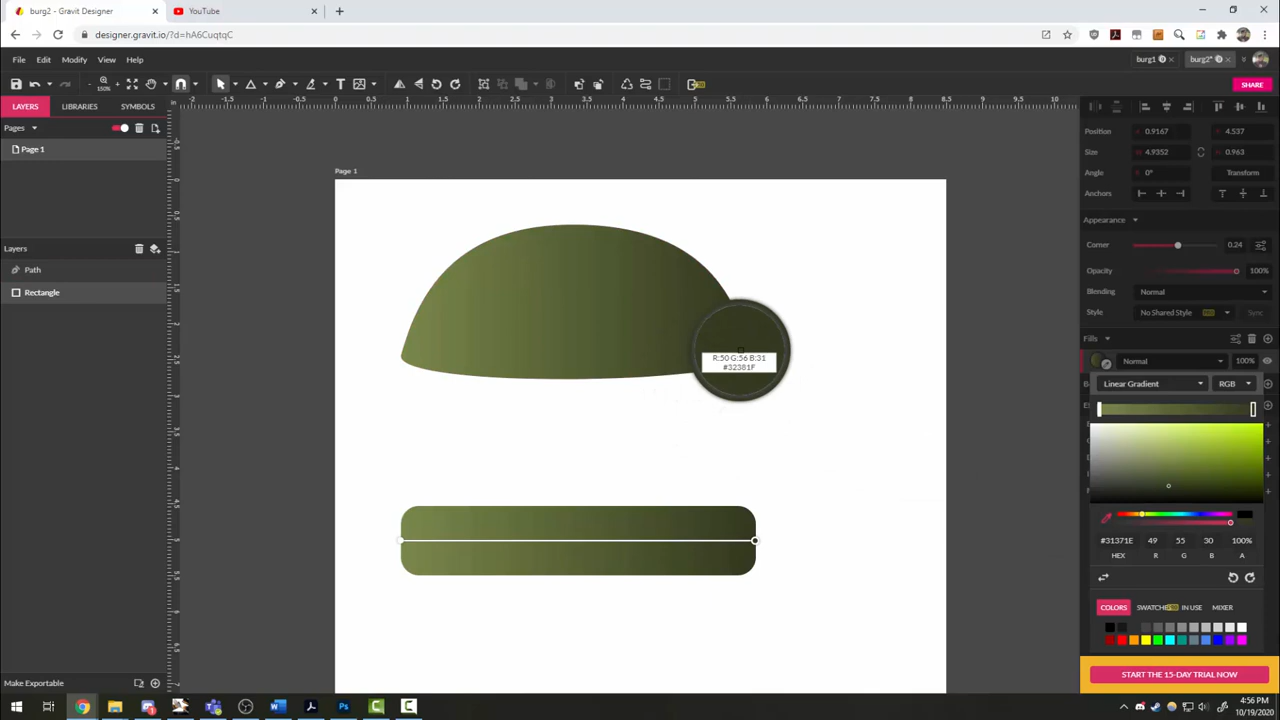 burg2 - Gravit Designer
YouTube
designer.gravit.io/?d=hA6CuqtqC
File Edit Modify View Help
burg1
burg2*
150%
LAYERS LIBRARIES SYMBOLS
SHARE
Pages
Page 1
Page 1
Layers
Path
Rectangle
Make Exportable
Position 0.9167 4.537
Size 4.9352 0.963
Angle 0° Transform
Anchors
Appearance
Corner 0.24
Opacity 100%
Blending Normal
Style No Shared Style PRO Sync
Fills
Normal 100%
Linear Gradient RGB
R:50 G:56 B:31
#32381F
#31371E 49 55 30 100%
HEX R G B A
COLORS SWATCHES IN USE MIXER
START THE 15-DAY TRIAL NOW
4:56 PM
10/19/2020